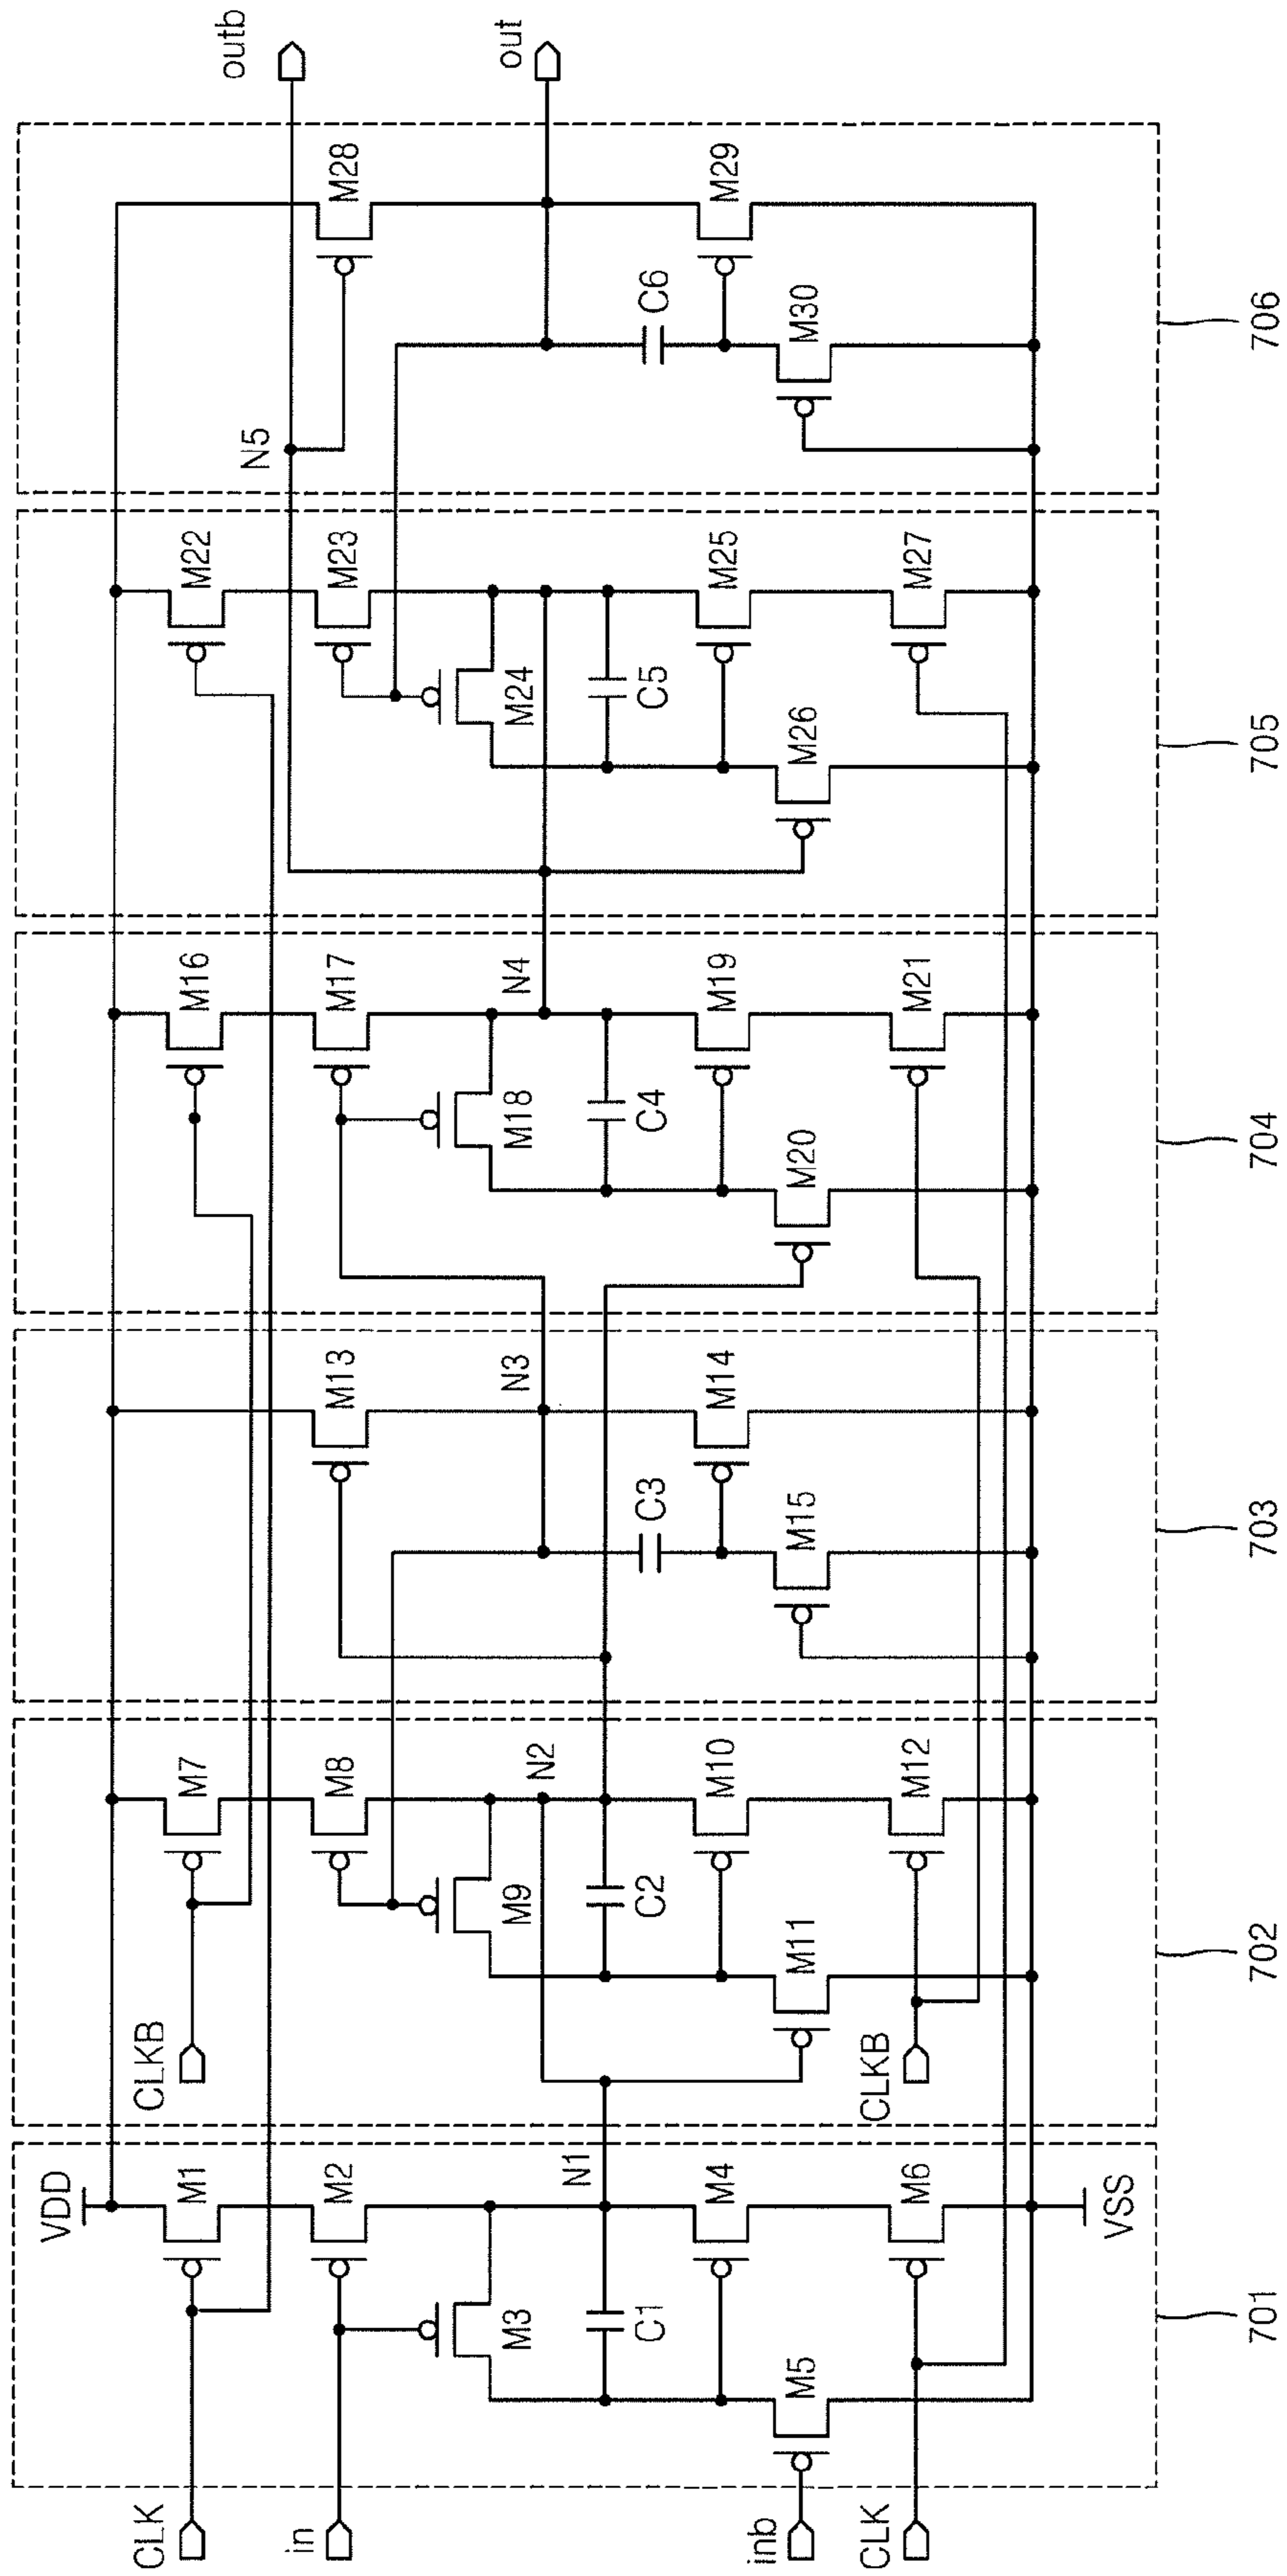 CLK
in
inb
CLK
VDD
M1
M2
M3
N1
C1
M4
M5
M6
VSS
701
CLKB
M7
M8
M9
N2
C2
M10
M11
M12
CLKB
702
M13
N3
C3
M14
M15
703
M16
M17
M18
N4
C4
M19
M20
M21
704
M22
M23
M24
C5
M25
M26
M27
705
N5
M28
C6
M29
M30
706
outb
out